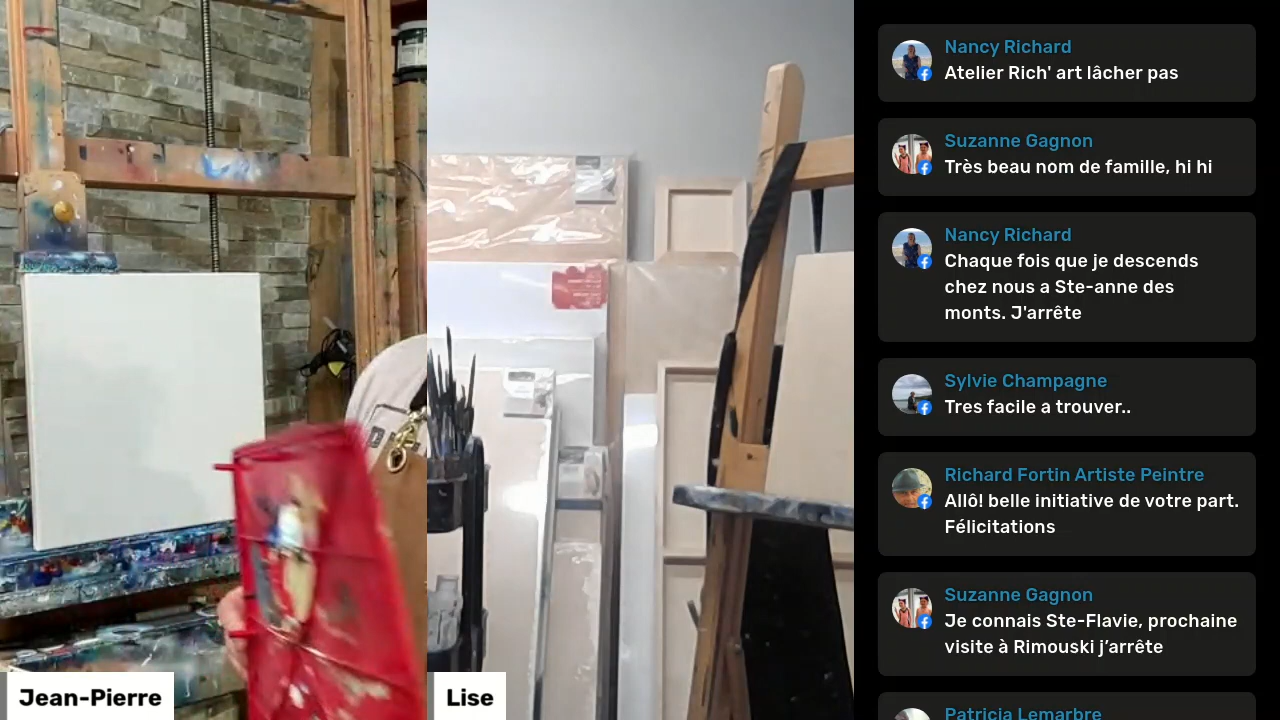 Jean-Pierre
Lise
Nancy Richard
Atelier Rich' art lâcher pas
Suzanne Gagnon
Très beau nom de famille, hi hi
Nancy Richard
Chaque fois que je descends
chez nous a Ste-anne des
monts. J'arrête
Sylvie Champagne
Tres facile a trouver..
Richard Fortin Artiste Peintre
Allô! belle initiative de votre part.
Félicitations
Suzanne Gagnon
Je connais Ste-Flavie, prochaine
visite à Rimouski j’arrête
Patricia Lemarbre